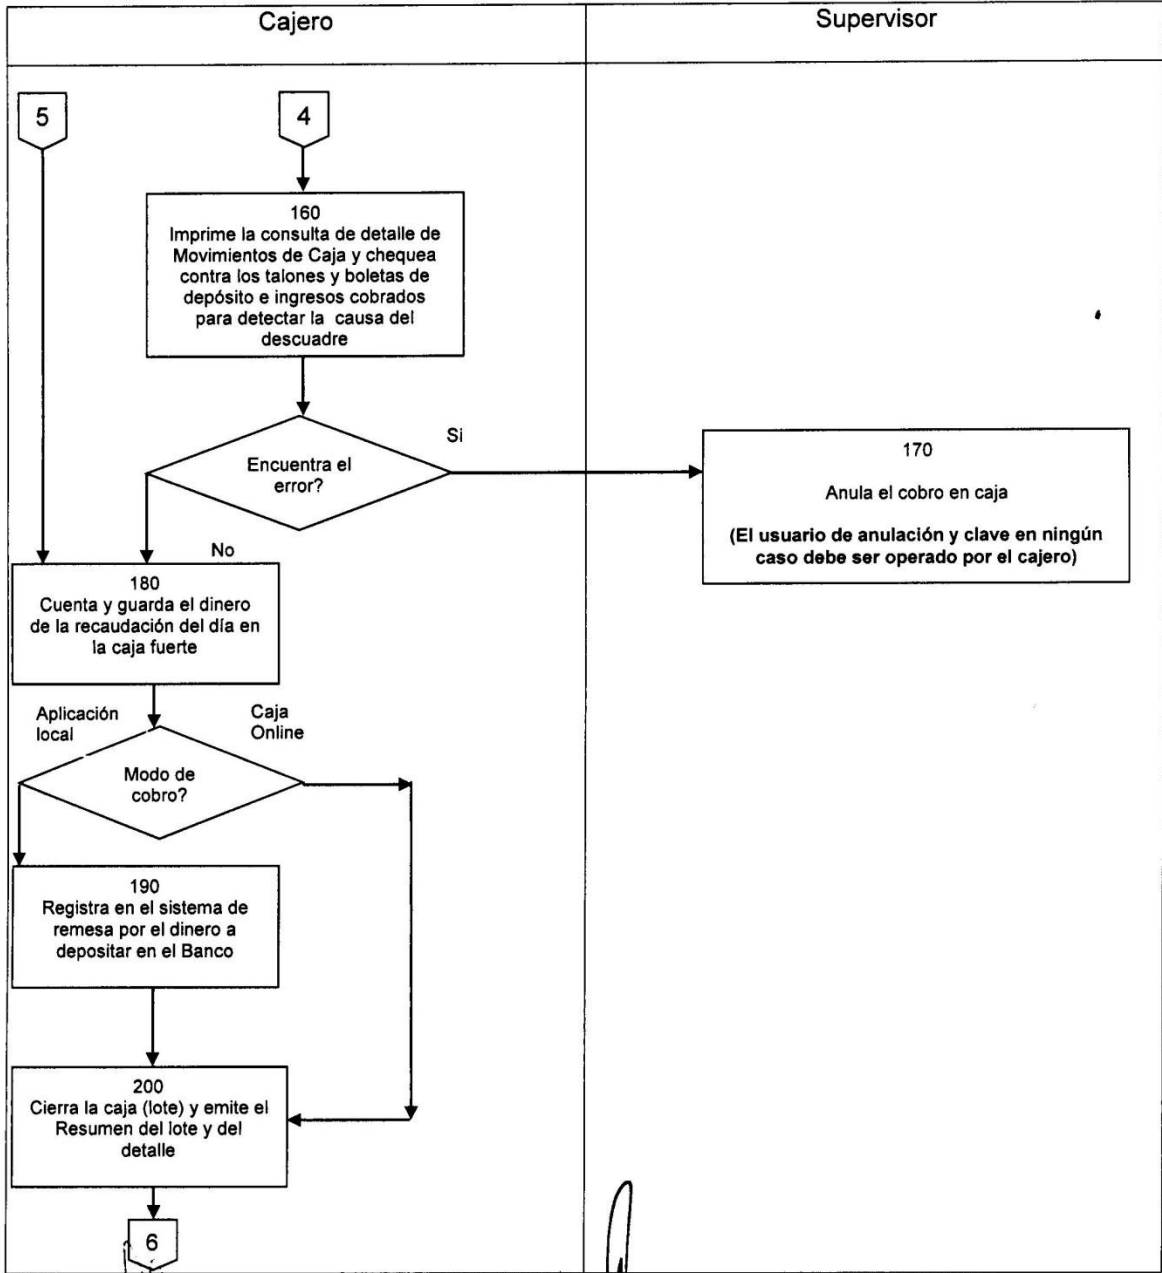 Cajero
Supervisor
5
4
160
Imprime la consulta de detalle de
Movimientos de Caja y chequea
contra los talones y boletas de
depósito e ingresos cobrados
para detectar la causa del
descuadre
Encuentra el
error?
Si
No
170
Anula el cobro en caja
(El usuario de anulación y clave en ningún
caso debe ser operado por el cajero)
180
Cuenta y guarda el dinero
de la recaudación del día en
la caja fuerte
Aplicación
local
Caja
Online
Modo de
cobro?
190
Registra en el sistema de
remesa por el dinero a
depositar en el Banco
200
Cierra la caja (lote) y emite el
Resumen del lote y del
detalle
6